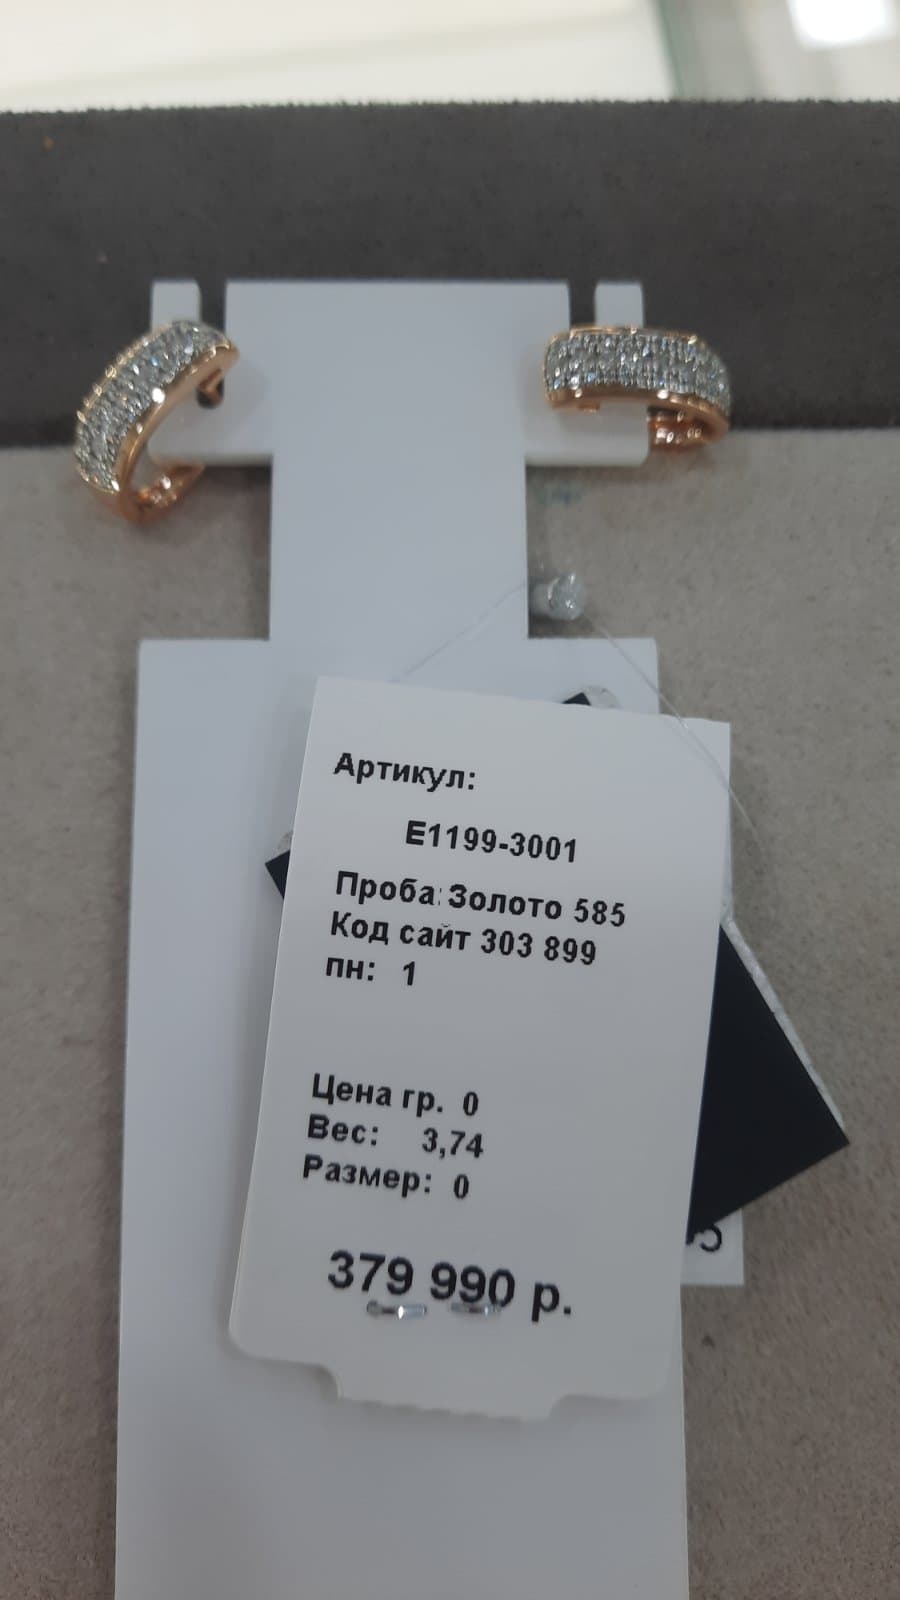 Артикул:
E1199-3001
Проба: Золото 585
Код сайт 303 899
пн: 1
Цена гр. 0
Вес: 3,74
Размер: 0
379 990 р.